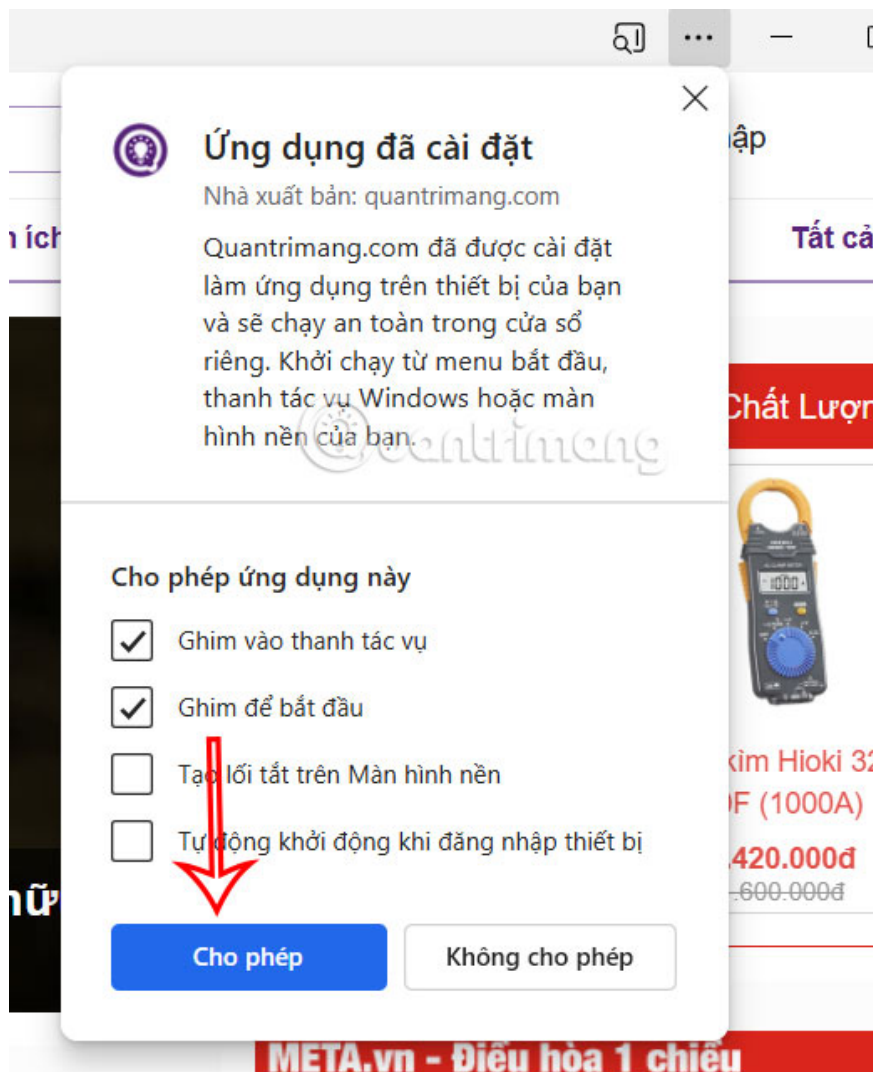 Ứng dụng đã cài đặt
Nhà xuất bản: quantrimang.com
Quantrimang.com đã được cài đặt
làm ứng dụng trên thiết bị của bạn
và sẽ chạy an toàn trong cửa sổ
riêng. Khởi chạy từ menu bắt đầu,
thanh tác vụ Windows hoặc màn
hình nền của bạn.
Quantrimang
Cho phép ứng dụng này
Ghim vào thanh tác vụ
Ghim để bắt đầu
Tạo lối tắt trên Màn hình nền
Tự động khởi động khi đăng nhập thiết bị
Cho phép
Không cho phép
ập
ích
Tất cả
Chất Lượn
1000
kìm Hioki 32
F (1000A)
.420.000đ
.600.000đ
hữ
META.vn - Điều hòa 1 chiều